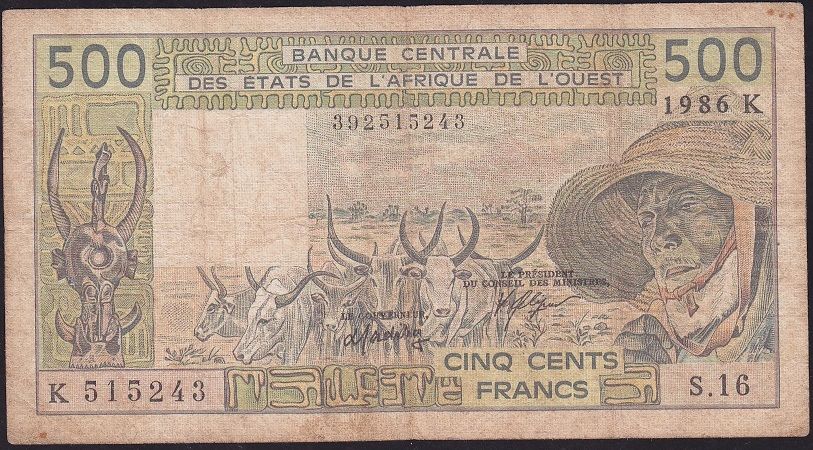 500
BANQUE CENTRALE
DES ÉTATS DE L'AFRIQUE DE L'OUEST
500
1986 K
392515243
LE PRÉSIDENT
DU CONSEIL DES MINISTRES,
LE GOUVERNEUR,
CINQ CENTS
FRANCS
K 515243
S.16